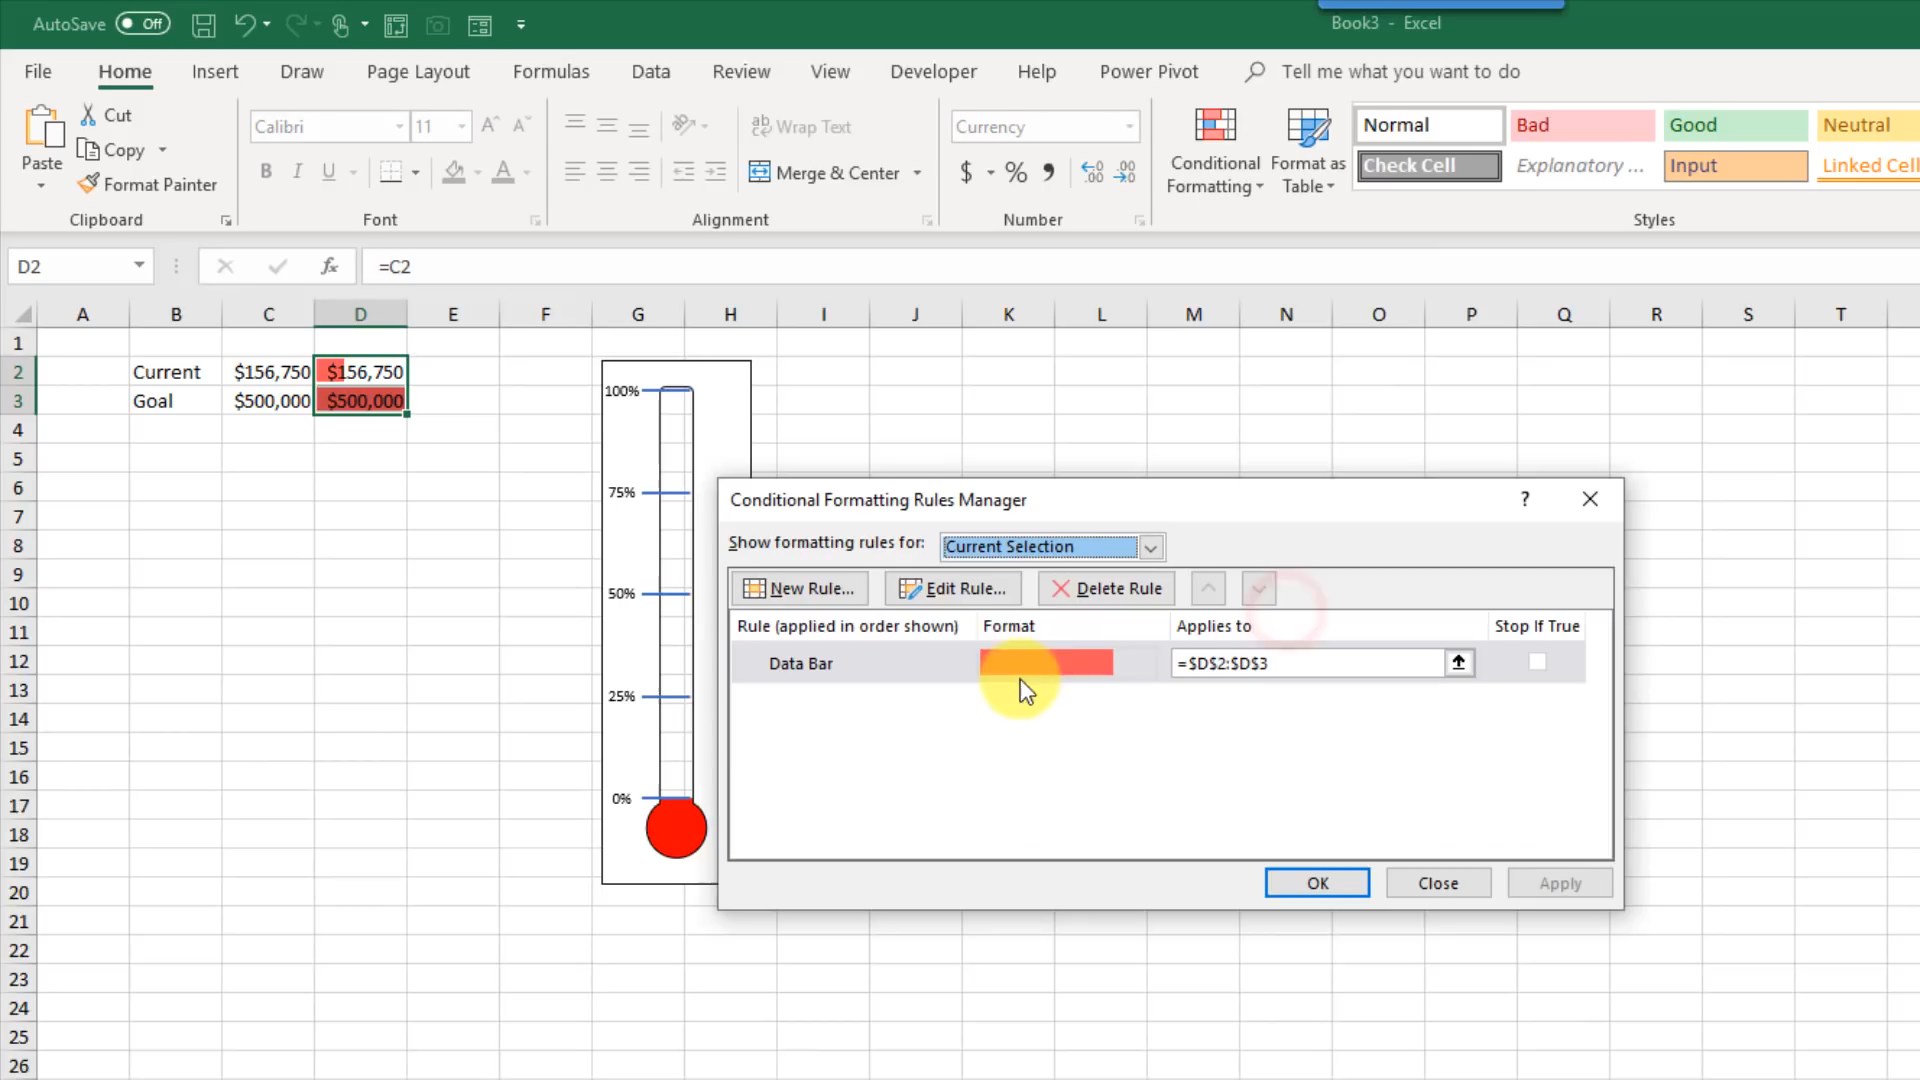 AutoSave Off
Book3 - Excel
File Home Insert Draw Page Layout Formulas Data Review View Developer Help Power Pivot Tell me what you want to do
Paste
Cut
Copy
Format Painter
Clipboard
Calibri 11
B I U A
Font
Wrap Text
Merge & Center
Alignment
Currency
$ % ,
Number
Conditional Formatting
Format as Table
Normal Bad Good Neutral
Check Cell Explanatory ... Input Linked Cell
Styles
D2 fx =C2
A B C D E F G H I J K L M N O P Q R S T
1
2 Current $156,750 $156,750
3 Goal $500,000 $500,000
4
5
6
7
8
9
10
11
12
13
14
15
16
17
18
19
20
21
22
23
24
25
26
100%
75%
50%
25%
0%
Conditional Formatting Rules Manager ?
Show formatting rules for: Current Selection
New Rule... Edit Rule... Delete Rule
Rule (applied in order shown) Format Applies to Stop If True
Data Bar =$D$2:$D$3
OK Close Apply